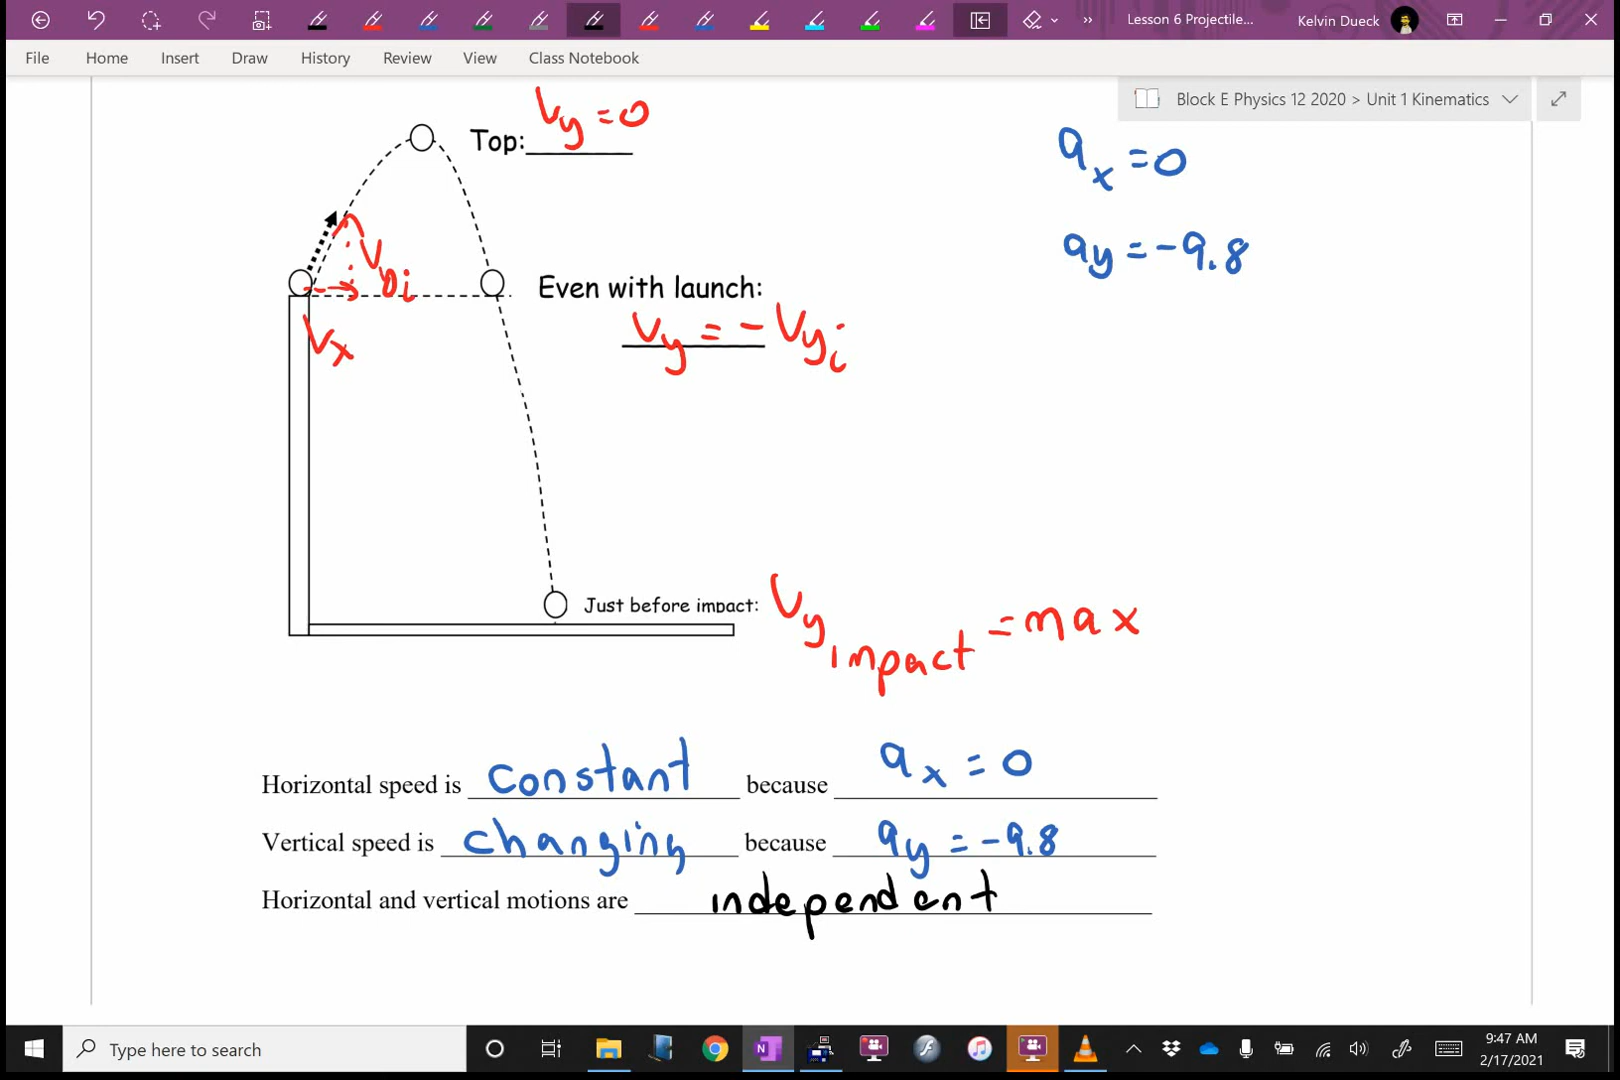 Lesson 6 Projectile...
Kelvin Dueck
File Home Insert Draw History Review View Class Notebook
Block E Physics 12 2020 > Unit 1 Kinematics
Top: Vy = 0
ax = 0
ay = -9.8
Vyi
Vx
Even with launch:
Vy = -Vyi
Just before impact: Vy impact = max
Horizontal speed is constant because ax = 0
Vertical speed is changing because ay = -9.8
Horizontal and vertical motions are independent
Type here to search
9:47 AM
2/17/2021